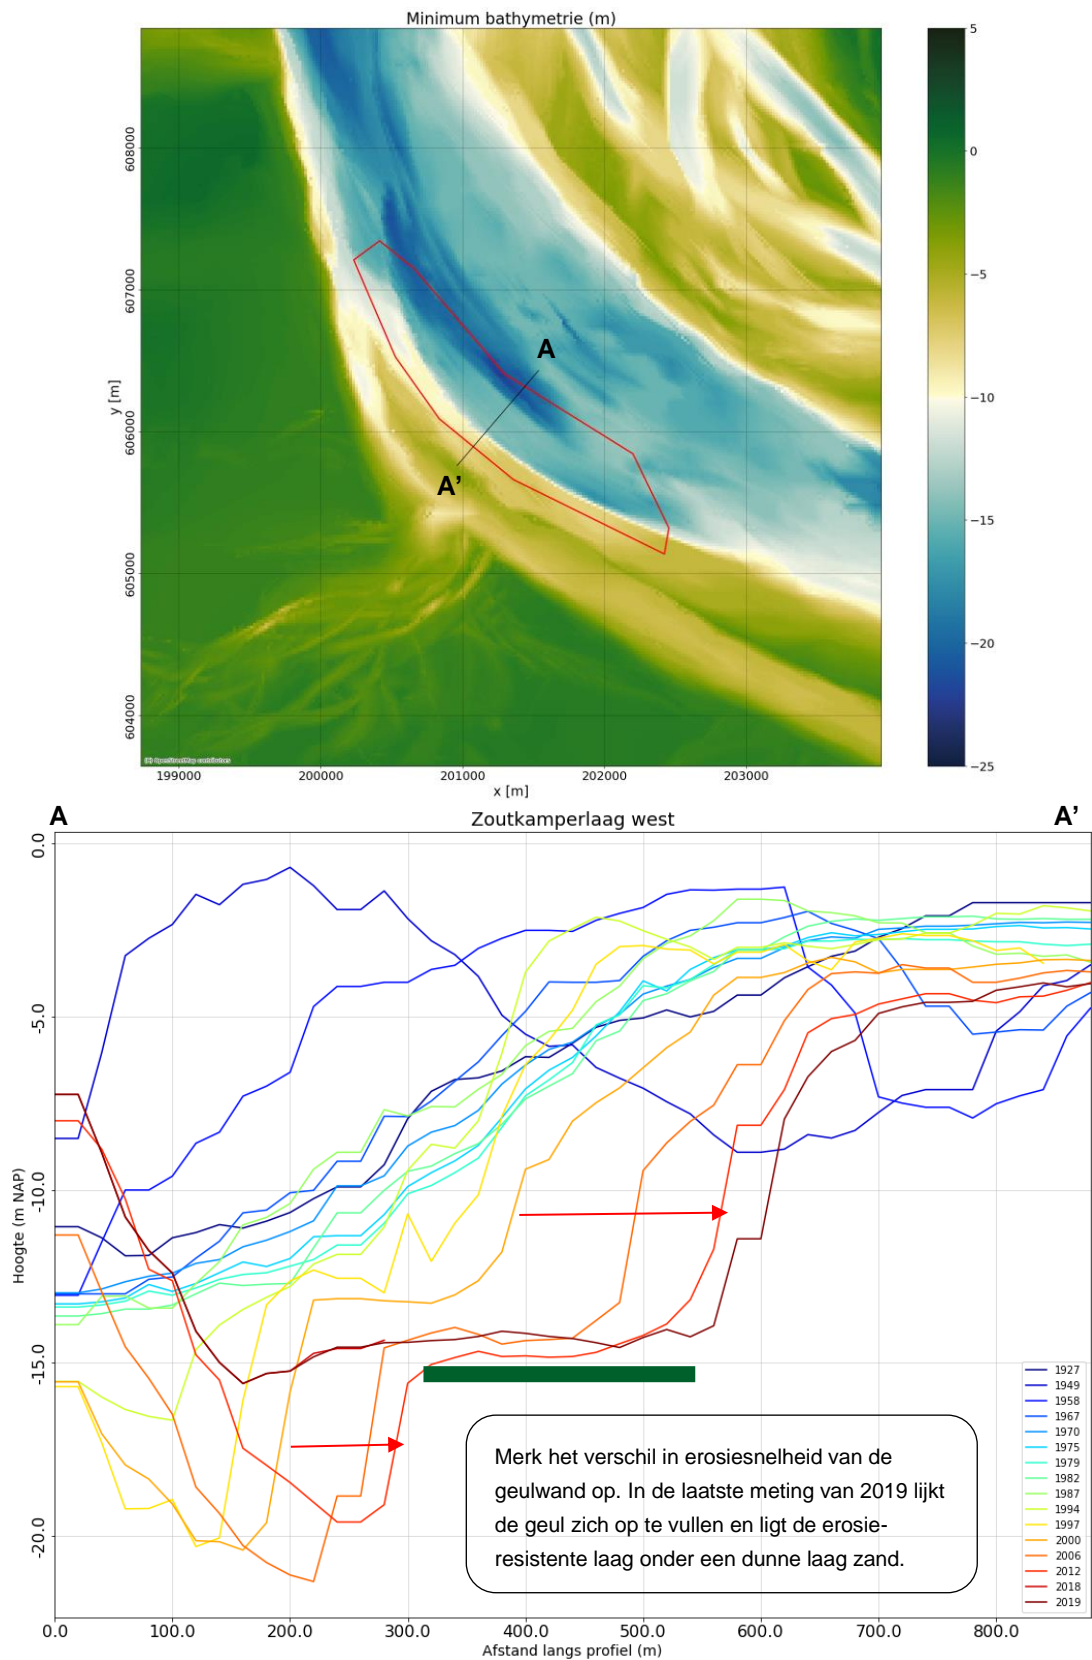 Minimum bathymetrie (m)
5
0
−5
−10
−15
−20
−25
608000
607000
606000
605000
604000
y [m]
A
A’
(C) OpenStreetMap contributors
199000 200000 201000 202000 203000
x [m]
A A’
Zoutkamperlaag west
0.0
-5.0
-10.0
-15.0
-20.0
Hoogte (m NAP)
Merk het verschil in erosiesnelheid van de
geulwand op. In de laatste meting van 2019 lijkt
de geul zich op te vullen en ligt de erosie-
resistente laag onder een dunne laag zand.
1927
1949
1958
1967
1970
1975
1979
1982
1987
1994
1997
2000
2006
2012
2018
2019
0.0 100.0 200.0 300.0 400.0 500.0 600.0 700.0 800.0
Afstand langs profiel (m)